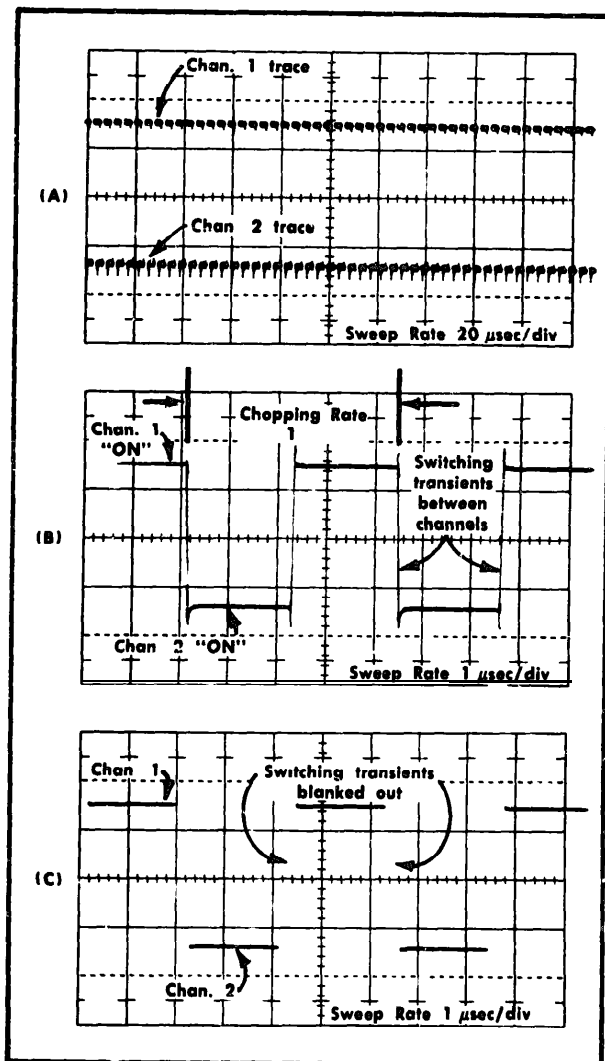 Chan. 1 trace
(A)
Chan 2 trace
Sweep Rate 20 μsec/div
Chopping Rate
1
Chan. 1
"ON"
Switching
transients
between
channels
(B)
Chan 2 "ON"
Sweep Rate 1 μsec/div
Chan 1
Switching transients
blanked out
(C)
Chan. 2
Sweep Rate 1 μsec/div